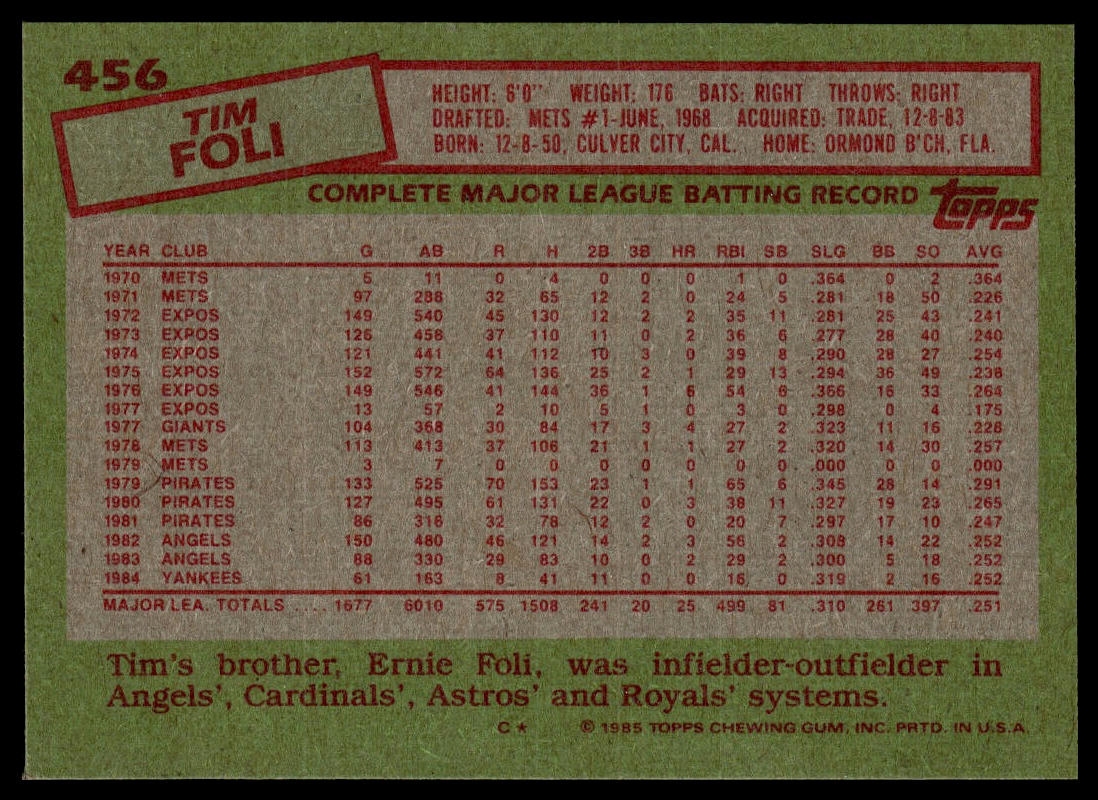 456
TIM
FOLI
HEIGHT: 6'0" WEIGHT: 176 BATS: RIGHT THROWS: RIGHT
DRAFTED: METS #1-JUNE, 1968 ACQUIRED: TRADE, 12-8-83
BORN: 12-8-50, CULVER CITY, CAL. HOME: ORMOND B'CH, FLA.
COMPLETE MAJOR LEAGUE BATTING RECORD
topps
YEAR CLUB G AB R H 2B 3B HR RBI SB SLG BB SO AVG
1970 METS 5 11 0 4 0 0 0 1 0 .364 0 2 .364
1971 METS 97 288 32 65 12 2 0 24 5 .281 18 50 .226
1972 EXPOS 149 540 45 130 12 2 2 35 11 .281 25 43 .241
1973 EXPOS 126 458 37 110 11 0 2 36 6 .277 28 40 .240
1974 EXPOS 121 441 41 112 10 3 0 39 8 .290 28 27 .254
1975 EXPOS 152 572 64 136 25 2 1 29 13 .294 36 49 .238
1976 EXPOS 149 546 41 144 36 1 6 54 6 .366 16 33 .264
1977 EXPOS 13 57 2 10 5 1 0 3 0 .298 0 4 .175
1977 GIANTS 104 368 30 84 17 3 4 27 2 .323 11 16 .228
1978 METS 113 413 37 106 21 1 1 27 2 .320 14 30 .257
1979 METS 3 7 0 0 0 0 0 0 0 .000 0 0 .000
1979 PIRATES 133 525 70 153 23 1 1 65 6 .345 28 14 .291
1980 PIRATES 127 495 61 131 22 0 3 38 11 .327 19 23 .265
1981 PIRATES 86 316 32 78 12 2 0 20 7 .297 17 10 .247
1982 ANGELS 150 480 46 121 14 2 3 56 2 .308 14 22 .252
1983 ANGELS 88 330 29 83 10 0 2 29 2 .300 5 18 .252
1984 YANKEES 61 163 8 41 11 0 0 16 0 .319 2 16 .252
MAJOR LEA. TOTALS .... 1677 6010 575 1508 241 20 25 499 81 .310 261 397 .251
Tim's brother, Ernie Foli, was infielder-outfielder in
Angels', Cardinals', Astros' and Royals' systems.
C★ © 1985 TOPPS CHEWING GUM, INC. PRTD. IN U.S.A.